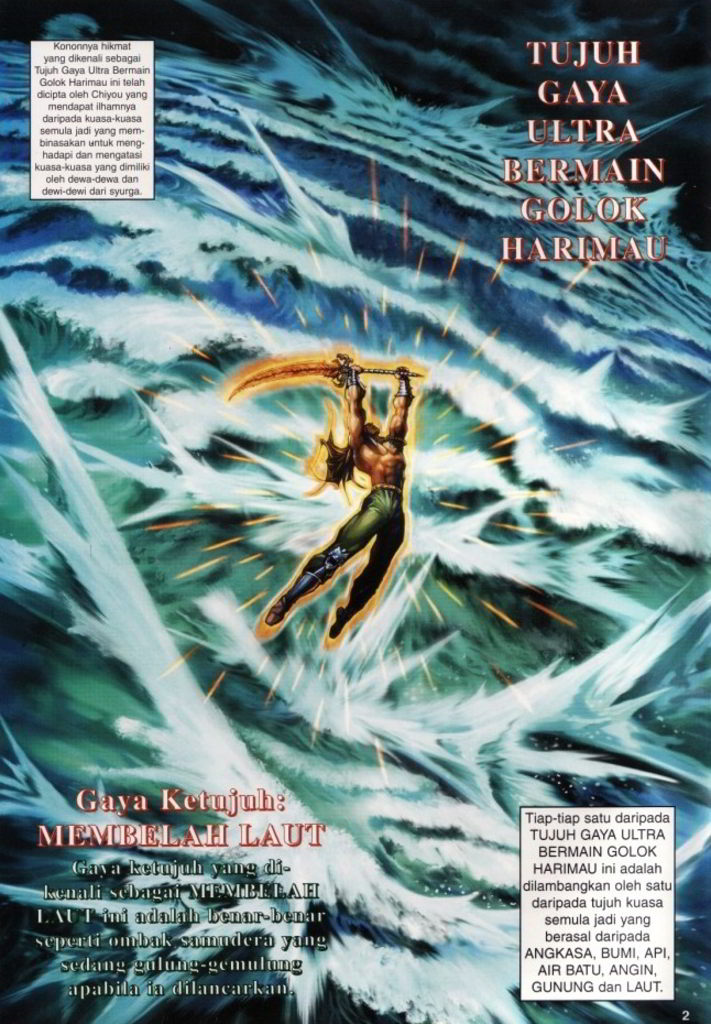 Kononnya hikmat
yang dikenali sebagai
Tujuh Gaya Ultra Bermain
Golok Harimau ini telah
dicipta oleh Chiyou yang
mendapat ilhamnya
daripada kuasa-kuasa
semula jadi yang mem-
binasakan untuk meng-
hadapi dan mengatasi
kuasa-kuasa yang dimiliki
oleh dewa-dewa dan
dewi-dewi dari syurga.
TUJUH
GAYA
ULTRA
BERMAIN
GOLOK
HARIMAU
Gaya Ketujuh:
MEMBELAH LAUT
Gaya ketujuh yang di-
kenali sebagai MEMBELAH
LAUT ini adalah benar-benar
seperti ombak samudera yang
sedang gulung-gemulung
apabila ia dilancarkan.
Tiap-tiap satu daripada
TUJUH GAYA ULTRA
BERMAIN GOLOK
HARIMAU ini adalah
dilambangkan oleh satu
daripada tujuh kuasa
semula jadi yang
berasal daripada
ANGKASA, BUMI, API,
AIR BATU, ANGIN,
GUNUNG dan LAUT.
2